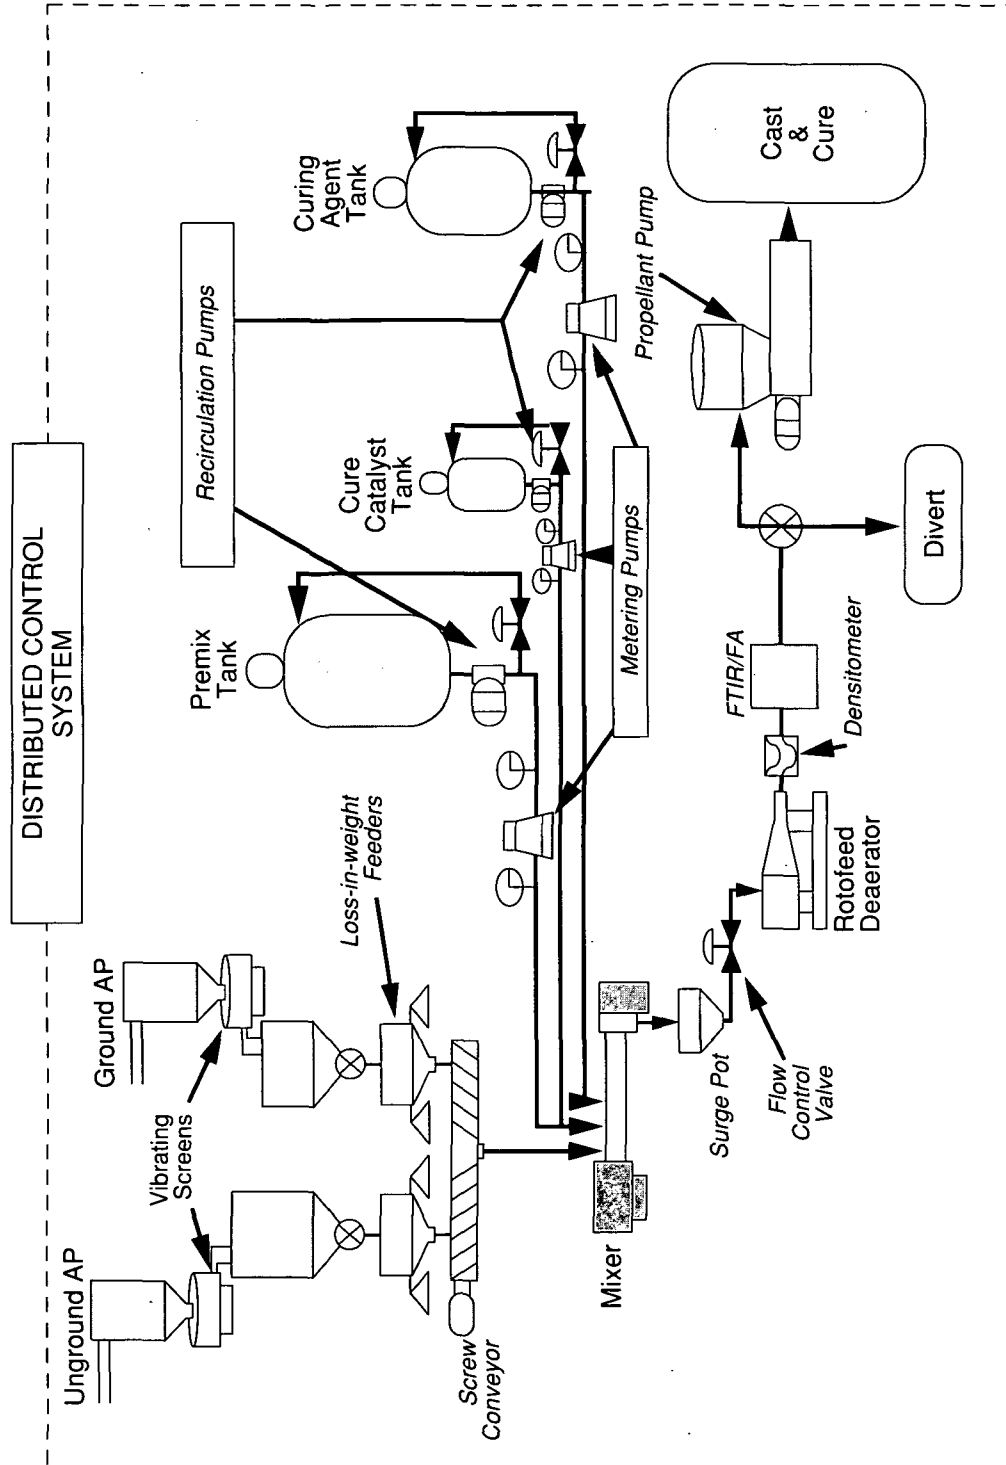 DISTRIBUTED CONTROL
SYSTEM
Unground AP
Ground AP
Vibrating
Screens
Loss-in-weight
Feeders
Screw
Conveyor
Recirculation Pumps
Premix
Tank
Cure
Catalyst
Tank
Curing
Agent
Tank
Metering Pumps
Mixer
Surge Pot
Flow
Control
Valve
Rotofeed
Deaerator
FTIR/FA
Densitometer
Divert
Propellant Pump
Cast
&
Cure